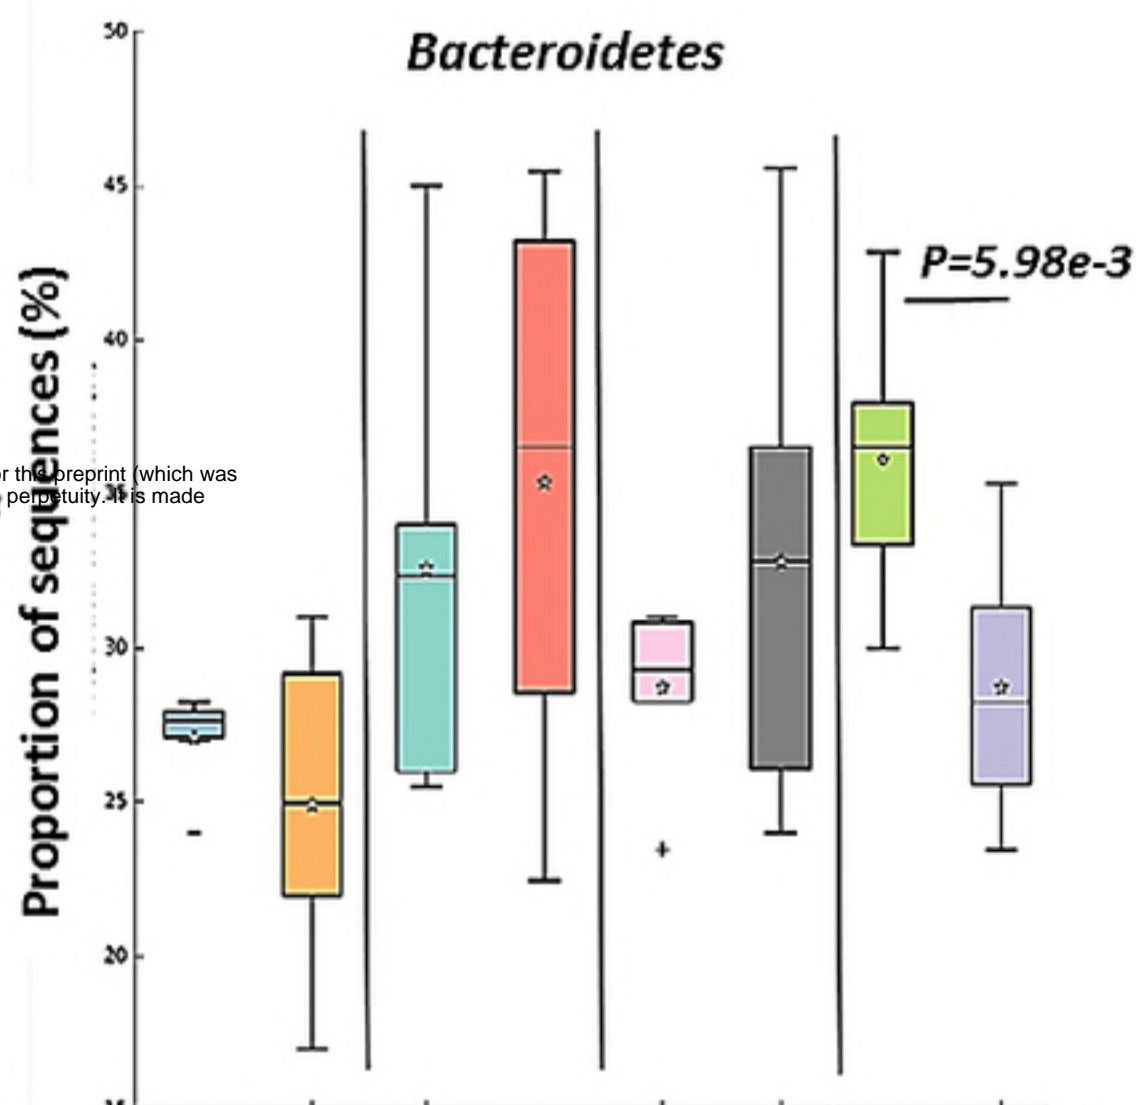 Bacteroidetes
50
45
P=5.98e-3
40
Proportion of sequences (%)
r this preprint (which was
perpetuity. It is made
30
25
20